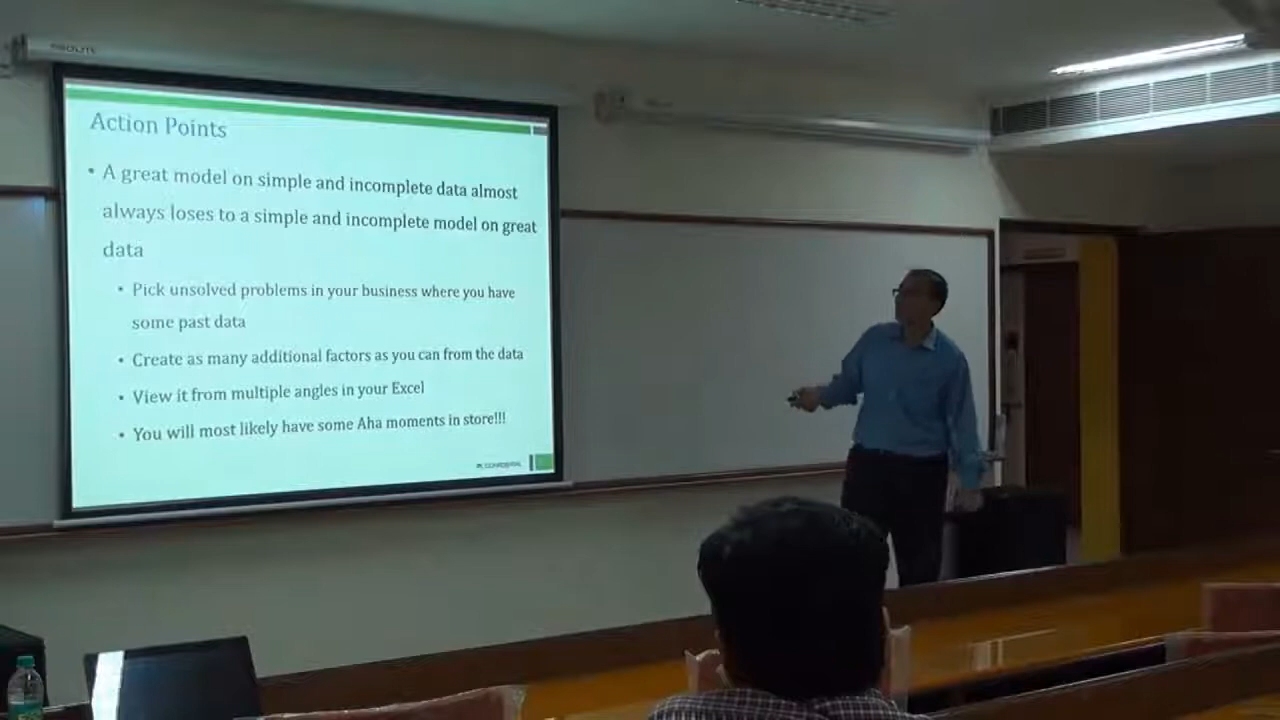 Action Points
• A great model on simple and incomplete data almost
always loses to a simple and incomplete model on great
data
• Pick unsolved problems in your business where you have
some past data
• Create as many additional factors as you can from the data
• View it from multiple angles in your Excel
• You will most likely have some Aha moments in store!!!